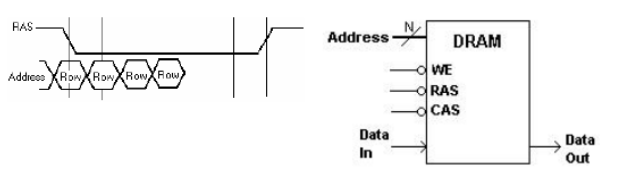 RAS
Address Row Row Row Row
Address N
DRAM
WE
RAS
CAS
Data In
Data Out